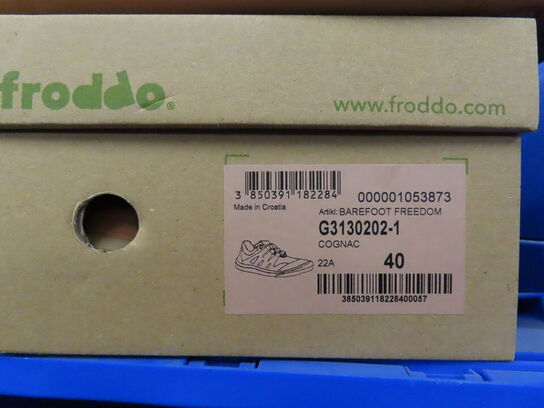 froddo®
www.froddo.com
3 850391 182284
000001053873
Made in Croatia
Artikl: BAREFOOT FREEDOM
G3130202-1
COGNAC
22A
40
385039118228400057